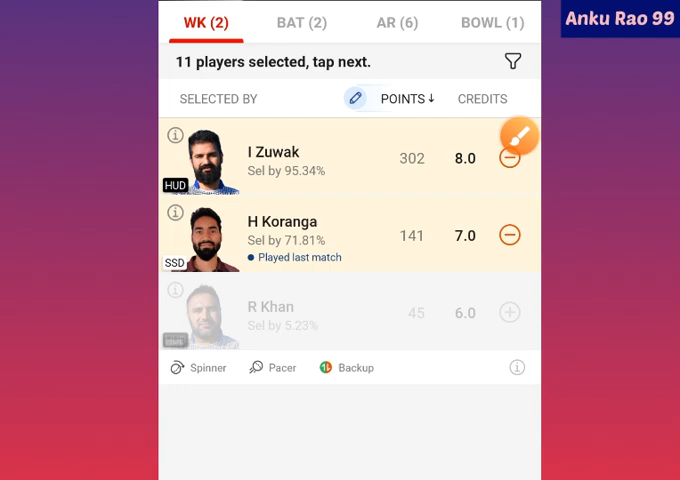 Anku Rao 99
WK (2) BAT (2) AR (6) BOWL (1)
11 players selected, tap next.
SELECTED BY POINTS↓ CREDITS
I Zuwak 302 8.0
Sel by 95.34%
HUD
H Koranga 141 7.0
Sel by 71.81%
Played last match
SSD
R Khan 45 6.0
Sel by 5.23%
Spinner Pacer Backup